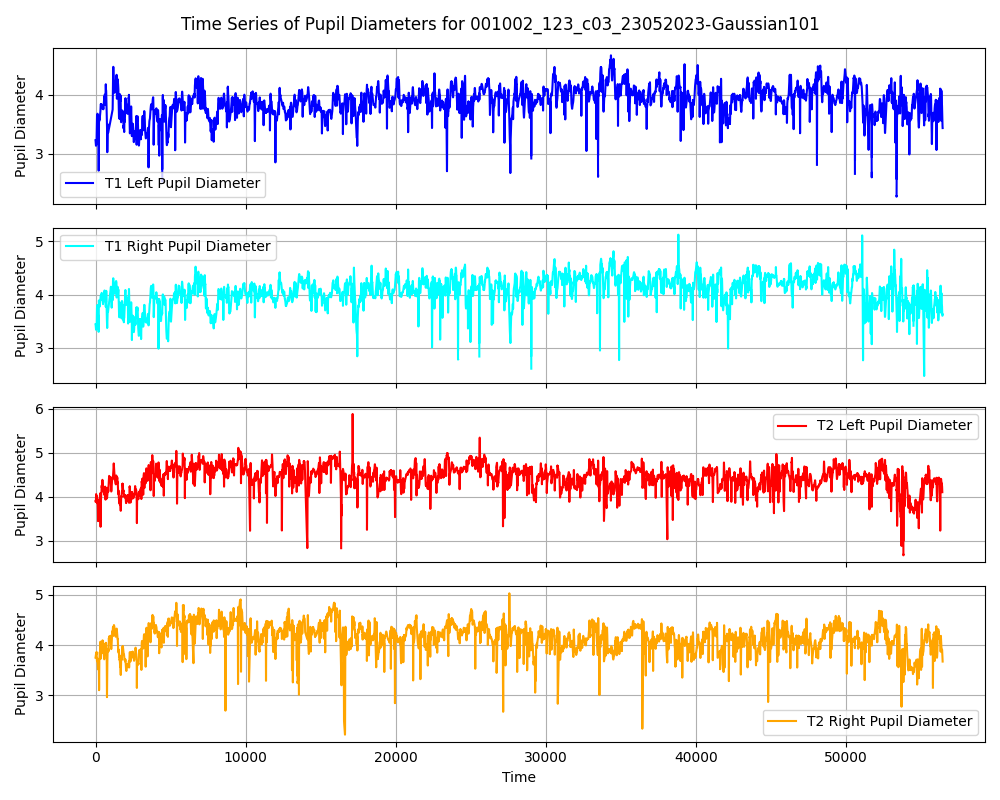 Time Series of Pupil Diameters for 001002_123_c03_23052023-Gaussian101
Pupil Diameter
4
3
T1 Left Pupil Diameter
Pupil Diameter
5
4
3
T1 Right Pupil Diameter
Pupil Diameter
6
5
4
3
T2 Left Pupil Diameter
Pupil Diameter
5
4
3
T2 Right Pupil Diameter
0 10000 20000 30000 40000 50000
Time